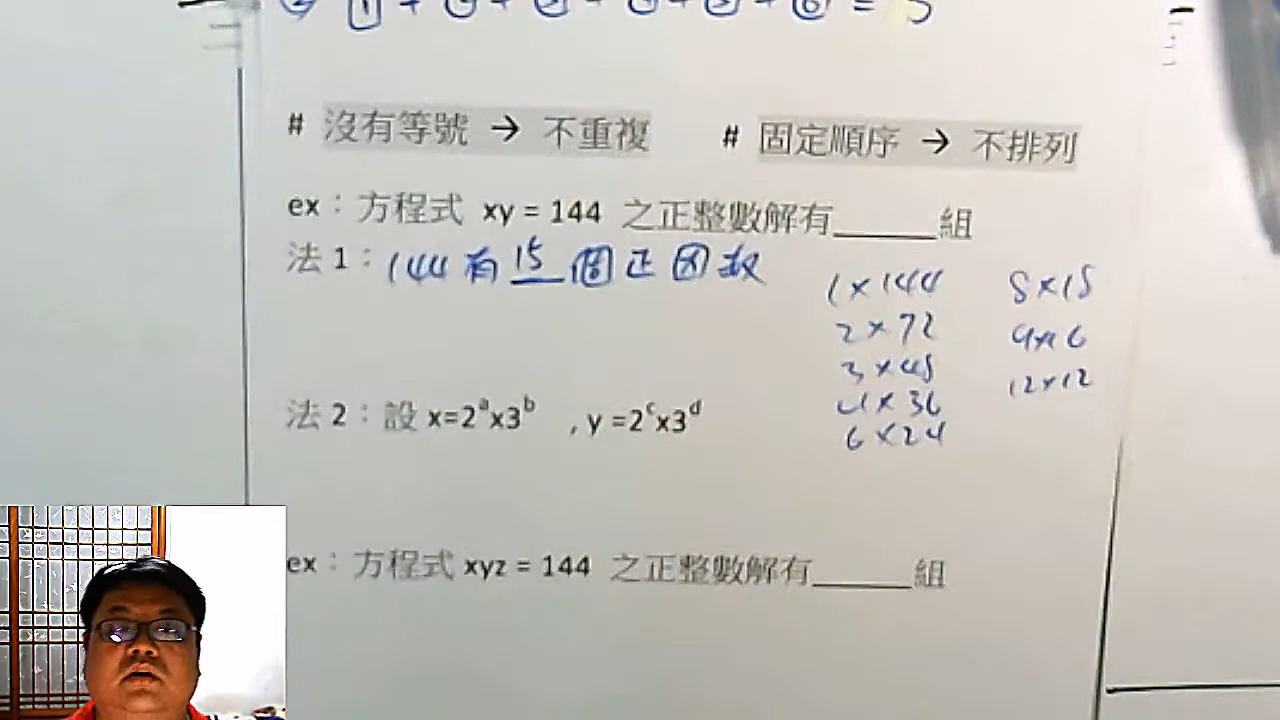 # 沒有等號 → 不重複 # 固定順序 → 不排列
ex：方程式 xy = 144 之正整數解有______組
法 1：144 有 15 個正因數
1 x 144
2 x 72
3 x 48
4 x 36
6 x 24
8 x 18
9 x 6
12 x 12
法 2：設 x=2ᵃx3ᵇ , y =2ᶜx3ᵈ
ex：方程式 xyz = 144 之正整數解有______組